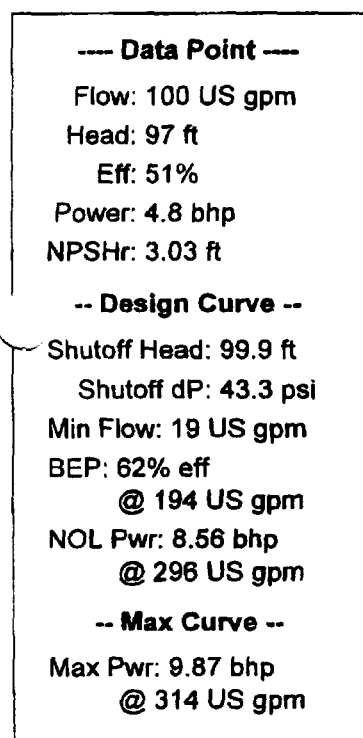 ---- Data Point ----
Flow: 100 US gpm
Head: 97 ft
Eff: 51%
Power: 4.8 bhp
NPSHr: 3.03 ft
-- Design Curve --
Shutoff Head: 99.9 ft
Shutoff dP: 43.3 psi
Min Flow: 19 US gpm
BEP: 62% eff
@ 194 US gpm
NOL Pwr: 8.56 bhp
@ 296 US gpm
-- Max Curve --
Max Pwr: 9.87 bhp
@ 314 US gpm